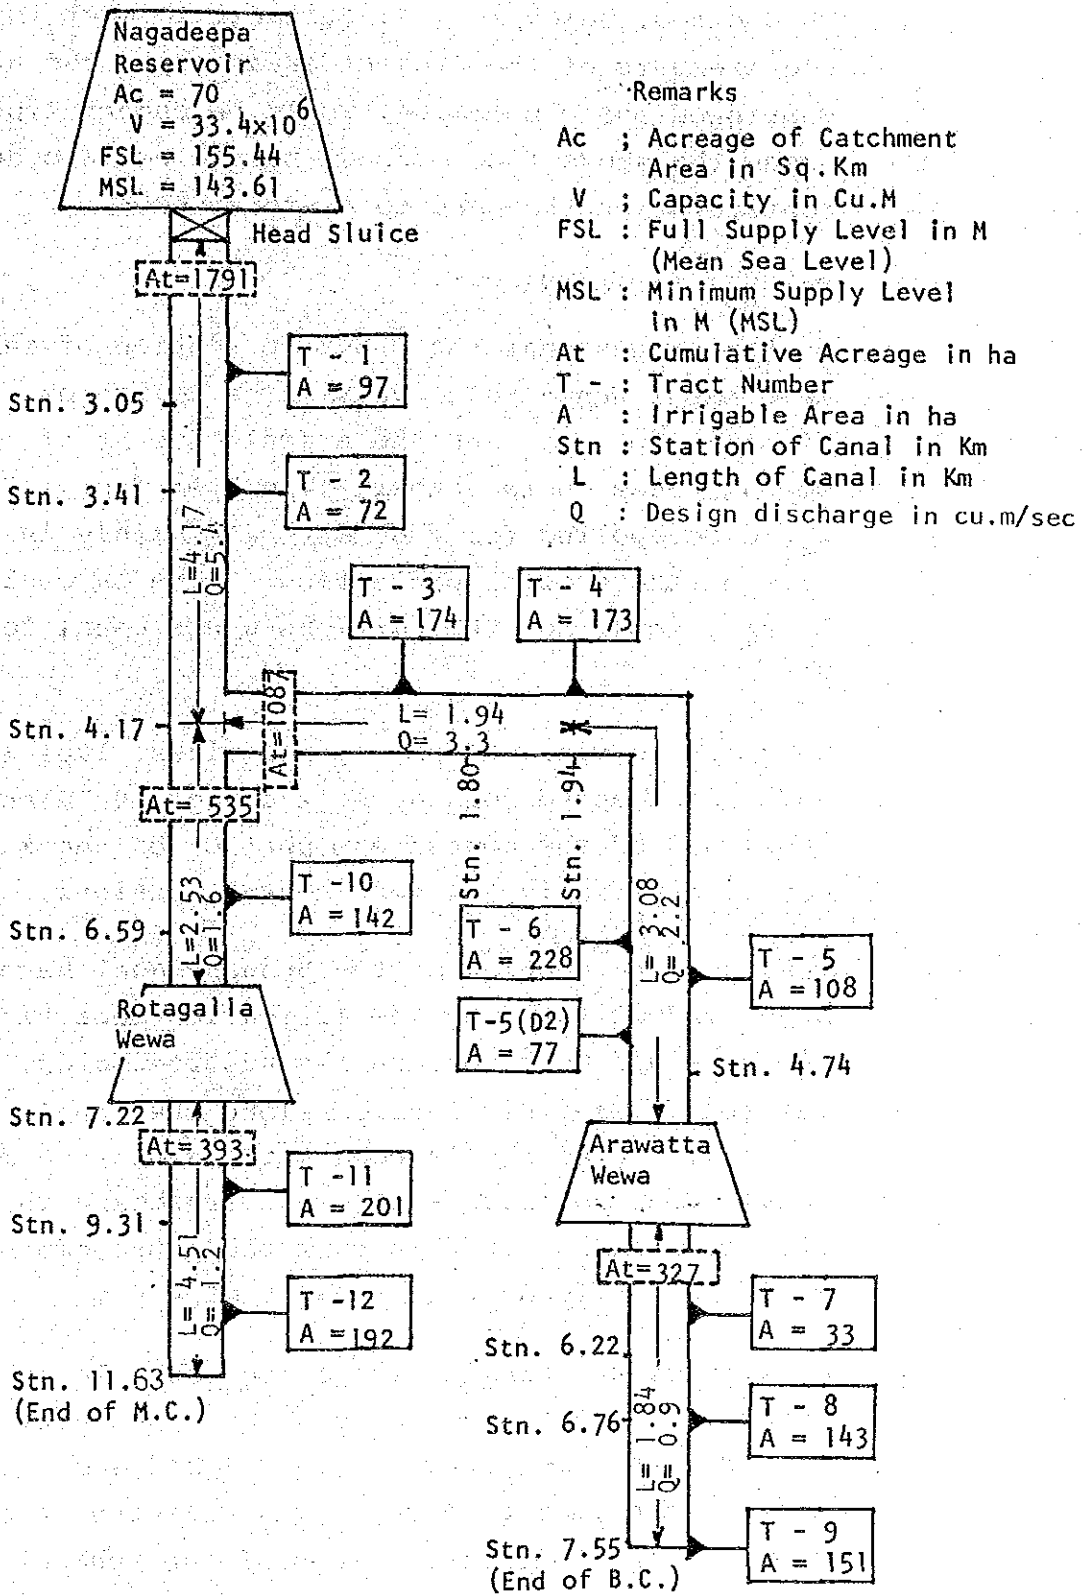 Nagadeepa
Reservoir
Ac = 70
V = 33.4x10⁶
FSL = 155.44
MSL = 143.61
Head Sluice
Remarks
Ac ; Acreage of Catchment
Area in Sq.Km
V ; Capacity in Cu.M
FSL : Full Supply Level in M
(Mean Sea Level)
MSL : Minimum Supply Level
in M (MSL)
At : Cumulative Acreage in ha
T - : Tract Number
A : Irrigable Area in ha
Stn : Station of Canal in Km
L : Length of Canal in Km
Q : Design discharge in cu.m/sec
At=1791
T - 1
A = 97
Stn. 3.05
T - 2
A = 72
Stn. 3.41
L=4.17
Q=5.4
T - 3
A = 174
T - 4
A = 173
Stn. 4.17
At=1087
L= 1.94
Q= 3.3
Stn. 1.80
Stn. 1.94
At= 535
L=2.53
Q=1.6
T -10
A = 142
Stn. 6.59
T - 6
A = 228
L= 3.08
Q= 2.2
T - 5
A =108
Rotagalla
Wewa
T-5(D2)
A = 77
Stn. 4.74
Stn. 7.22
At=393
Arawatta
Wewa
T -11
A = 201
Stn. 9.31
L= 4.51
Q= 1.2
At=327
T -12
A =192
T - 7
A = 33
Stn. 6.22
Stn. 11.63
(End of M.C.)
L= 1.84
Q= 0.9
T - 8
A = 143
Stn. 6.76
T - 9
A = 151
Stn. 7.55
(End of B.C.)